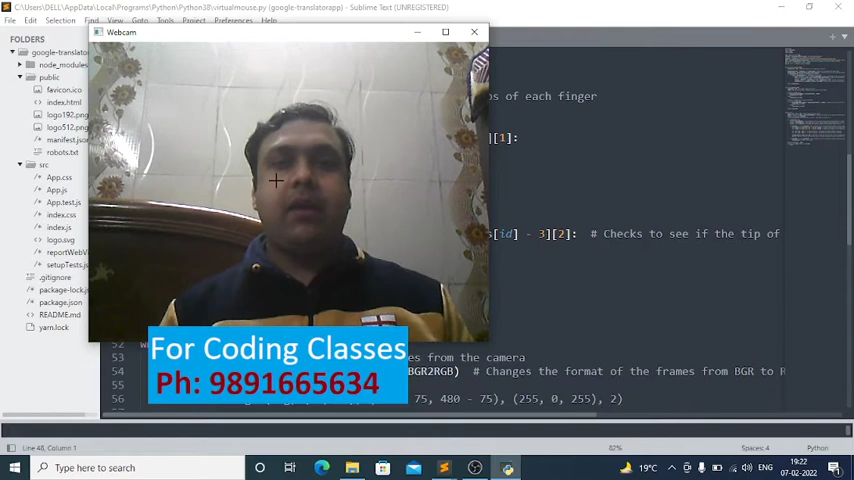 C:\Users\DELL\AppData\Local\Programs\Python\Python38\virtualmouse.py (google-translatorapp) - Sublime Text (UNREGISTERED)
File Edit Selection Find
Goto Tools Project Preferences Help
Webcam
FOLDERS
google-translator
node_modules
public
favicon.ico
index.html
logo192.png
logo512.png
manifest.json
robots.txt
src
App.css
App.js
App.test.js
index.css
index.js
logo.svg
reportWebV
setupTests.js
.gitignore
package-lock.
package.json
README.md
yarn.lock
ps of each finger
][1]:
s[id] - 3][2]: # Checks to see if the tip of
For Coding Classes
Ph: 9891665634
52
53 es from the camera
54 BGR2RGB) # Changes the format of the frames from BGR to R
55
56 75, 480 - 75), (255, 0, 255), 2)
Line 48, Column 1
82%
Spaces: 4
Python
Type here to search
19°C
ENG
19:22
07-02-2022